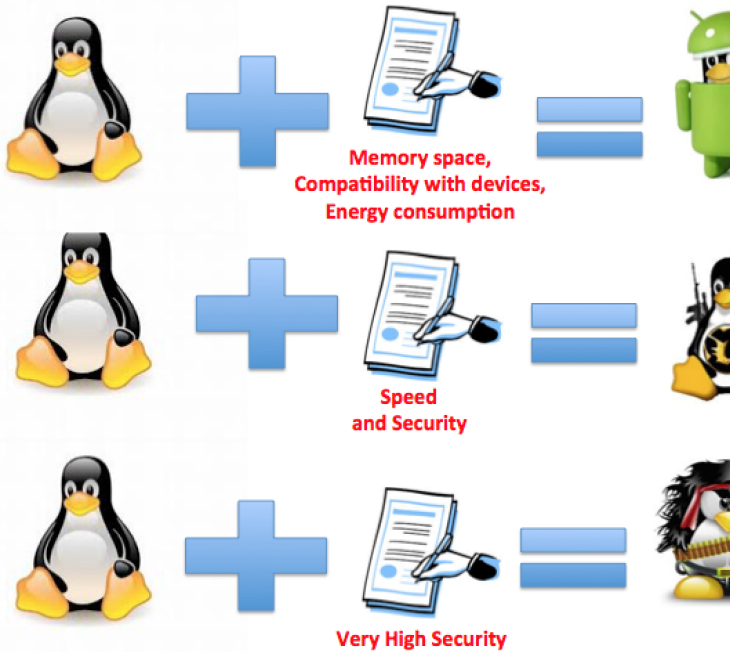 Memory space,
Compatibility with devices,
Energy consumption
Speed
and Security
Very High Security